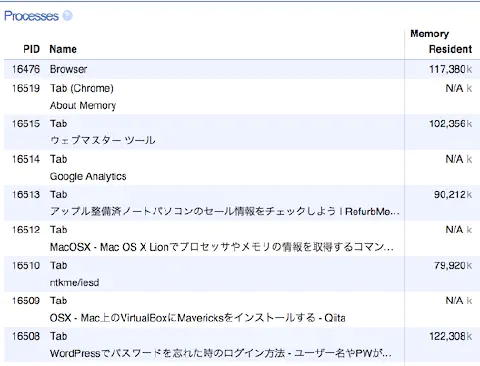 Processes ?
Memory
PID Name Resident
16476 Browser 117,380k
16519 Tab (Chrome) N/A k
About Memory
16515 Tab 102,356k
ウェブマスター ツール
16514 Tab N/A k
Google Analytics
16513 Tab 90,212k
アップル整備済ノートパソコンのセール情報をチェックしよう | RefurbMe...
16512 Tab N/A k
MacOSX - Mac OS X Lionでプロセッサやメモリの情報を取得するコマン...
16510 Tab 79,920k
ntkme/iesd
16509 Tab N/A k
OSX - Mac上のVirtualBoxにMavericksをインストールする - Qiita
16508 Tab 122,308k
WordPressでパスワードを忘れた時のログイン方法 - ユーザー名やPWが...